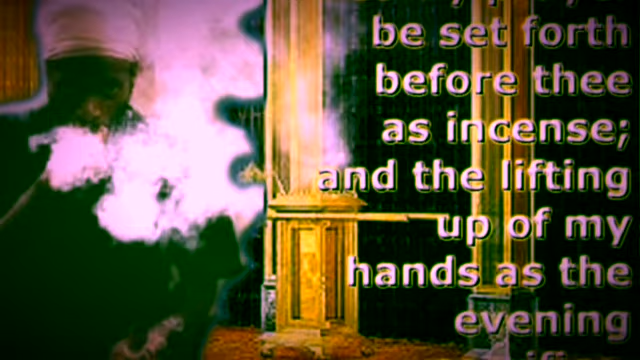 be set forth
before thee
as incense;
and the lifting
up of my
hands as the
evening